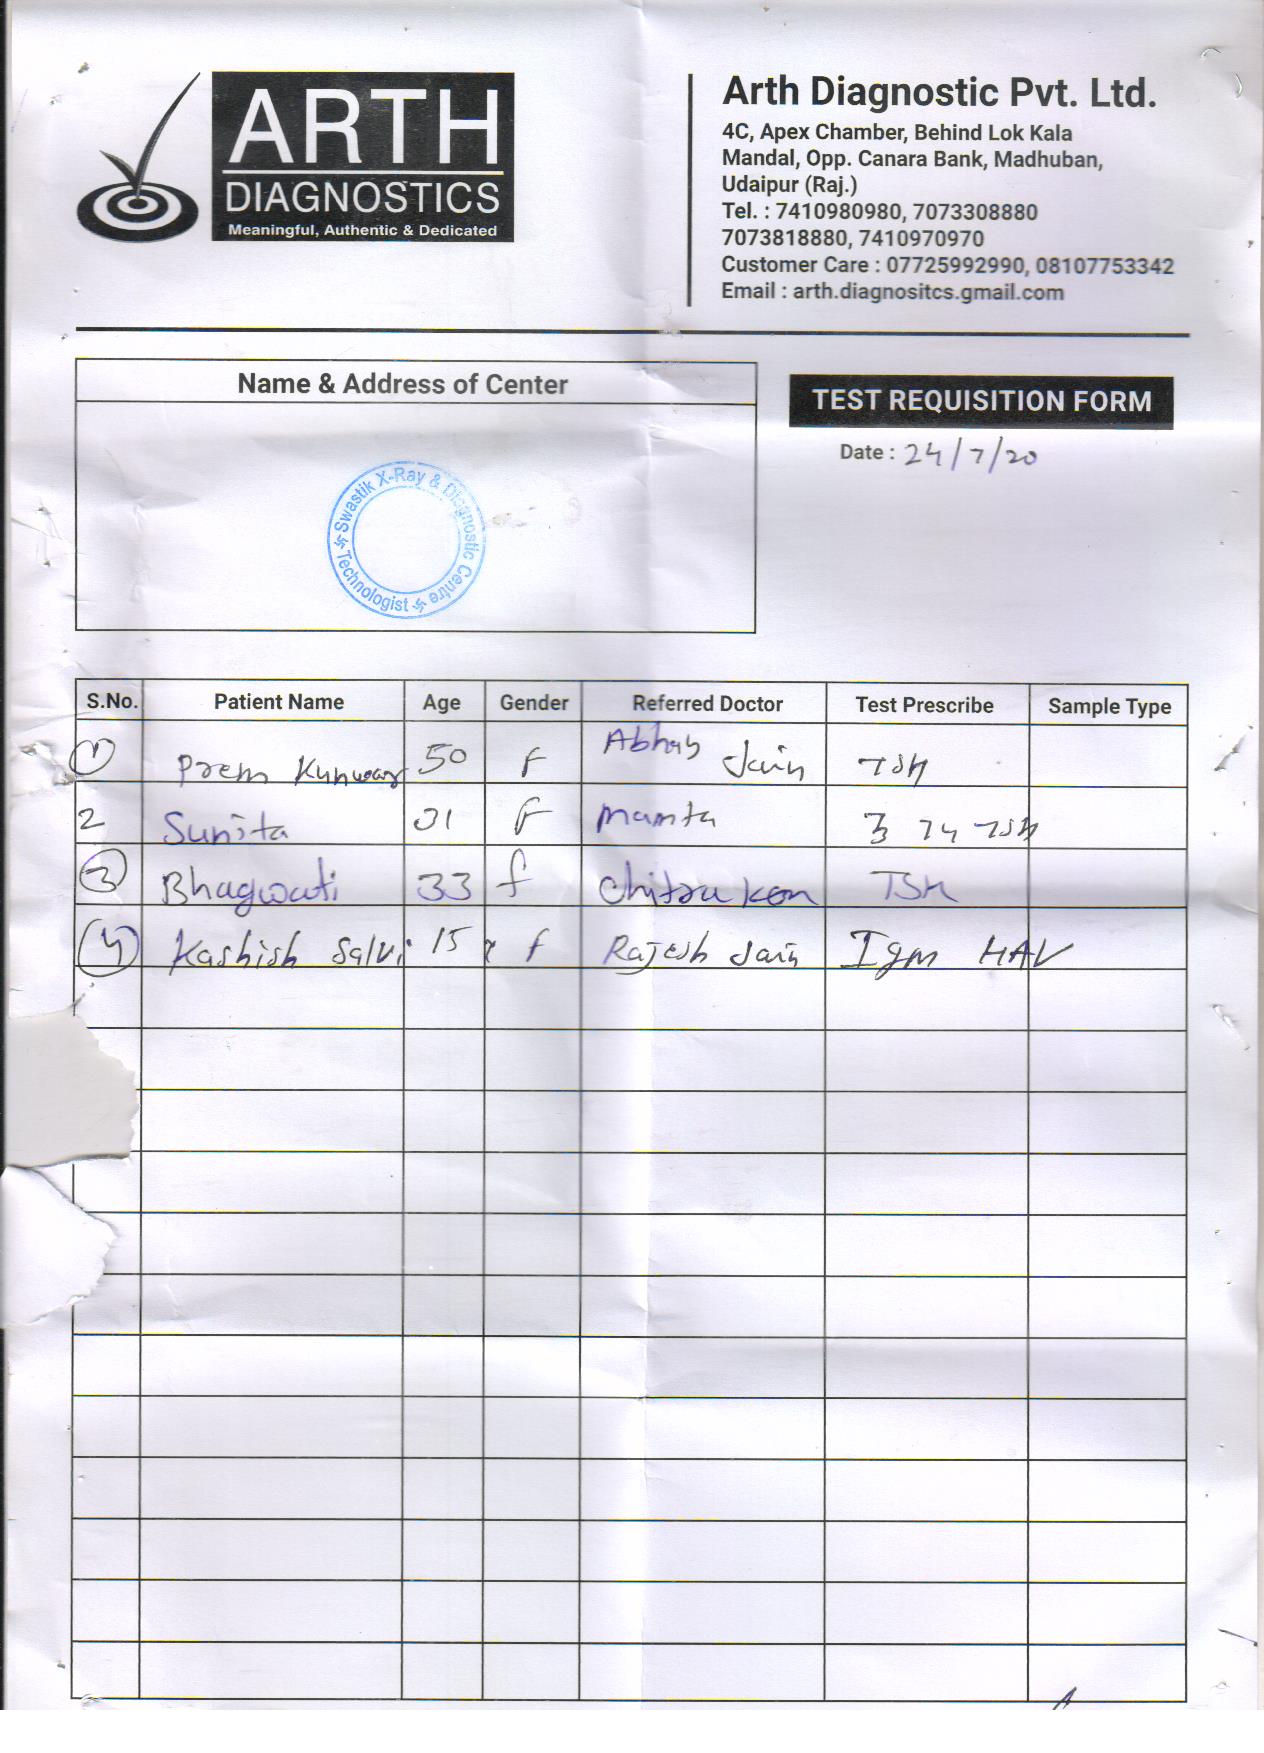 ARTH
DIAGNOSTICS
Meaningful, Authentic & Dedicated
Arth Diagnostic Pvt. Ltd.
4C, Apex Chamber, Behind Lok Kala
Mandal, Opp. Canara Bank, Madhuban,
Udaipur (Raj.)
Tel. : 7410980980, 7073308880
7073818880, 7410970970
Customer Care : 07725992990, 08107753342
Email : arth.diagnositcs.gmail.com
Name & Address of Center
Swastik X-Ray & Diagnostic Centre
Technologist
TEST REQUISITION FORM
Date : 24/7/20
S.No. Patient Name Age Gender Referred Doctor Test Prescribe Sample Type
1 Prem Kunwar 50 F Abhay Jain TSH
2 Sunita 31 F Mamta T3 T4 TSH
3 Bhagwati 33 f TSH
4 Kashish Salvi 15 f Rajesh Jain Igm HAV